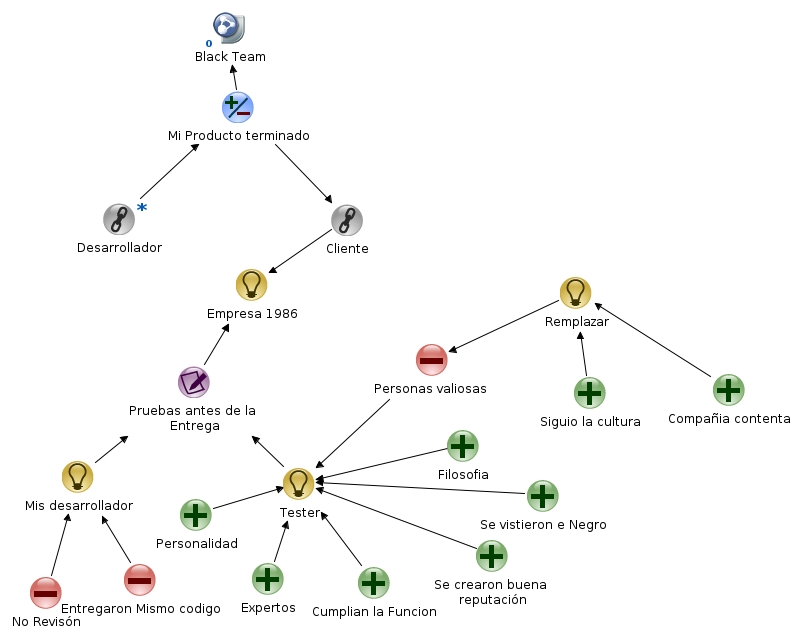 0
Black Team
Mi Producto terminado
*
Desarrollador
Cliente
Empresa 1986
Remplazar
Personas valiosas
Siguio la cultura
Compañia contenta
Pruebas antes de la
Entrega
Filosofia
Mis desarrollador
Tester
Se vistieron e Negro
Personalidad
Se crearon buena
reputación
No Revisón
Entregaron Mismo codigo
Expertos
Cumplian la Funcion